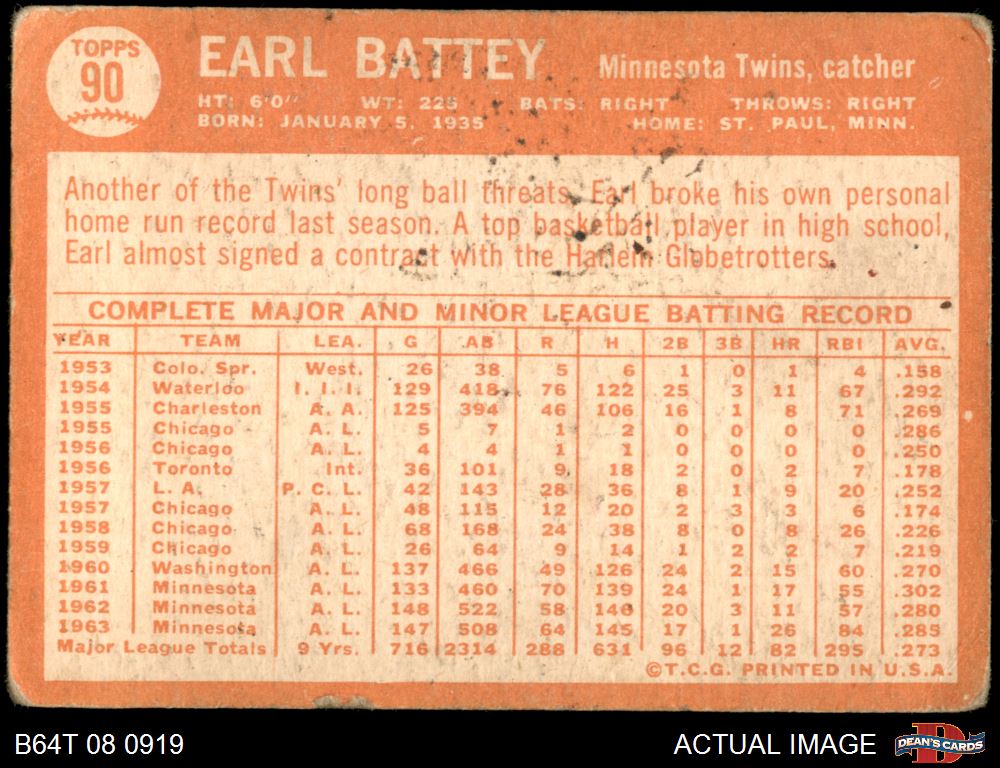 TOPPS
90
EARL BATTEY
Minnesota Twins, catcher
HT: 6'0" WT: 225 BATS: RIGHT THROWS: RIGHT
BORN: JANUARY 5, 1935 HOME: ST. PAUL, MINN.
Another of the Twins' long ball threats, Earl broke his own personal
home run record last season. A top basketball player in high school,
Earl almost signed a contract with the Harlem Globetrotters.
COMPLETE MAJOR AND MINOR LEAGUE BATTING RECORD
YEAR TEAM LEA. G AB R H 2B 3B HR RBI AVG.
1953 Colo. Spr. West. 26 38 5 6 1 0 1 4 .158
1954 Waterloo I. I. I. 129 418 76 122 25 3 11 67 .292
1955 Charleston A. A. 125 394 46 106 16 1 8 71 .269
1955 Chicago A. L. 5 7 1 2 0 0 0 0 .286
1956 Chicago A. L. 4 4 1 1 0 0 0 0 .250
1956 Toronto Int. 36 101 9 18 2 0 2 7 .178
1957 L. A. P. C. L. 42 143 28 36 8 1 9 20 .252
1957 Chicago A. L. 48 115 12 20 2 3 3 6 .174
1958 Chicago A. L. 68 168 24 38 8 0 8 26 .226
1959 Chicago A. L. 26 64 9 14 1 2 2 7 .219
1960 Washington A. L. 137 466 49 126 24 2 15 60 .270
1961 Minnesota A. L. 133 460 70 139 24 1 17 55 .302
1962 Minnesota A. L. 148 522 58 146 20 3 11 57 .280
1963 Minnesota A. L. 147 508 64 145 17 1 26 84 .285
Major League Totals 9 Yrs. 716 2314 288 631 96 12 82 295 .273
©T.C.G. PRINTED IN U.S.A.
B64T 08 0919
ACTUAL IMAGE
DEAN'S CARDS